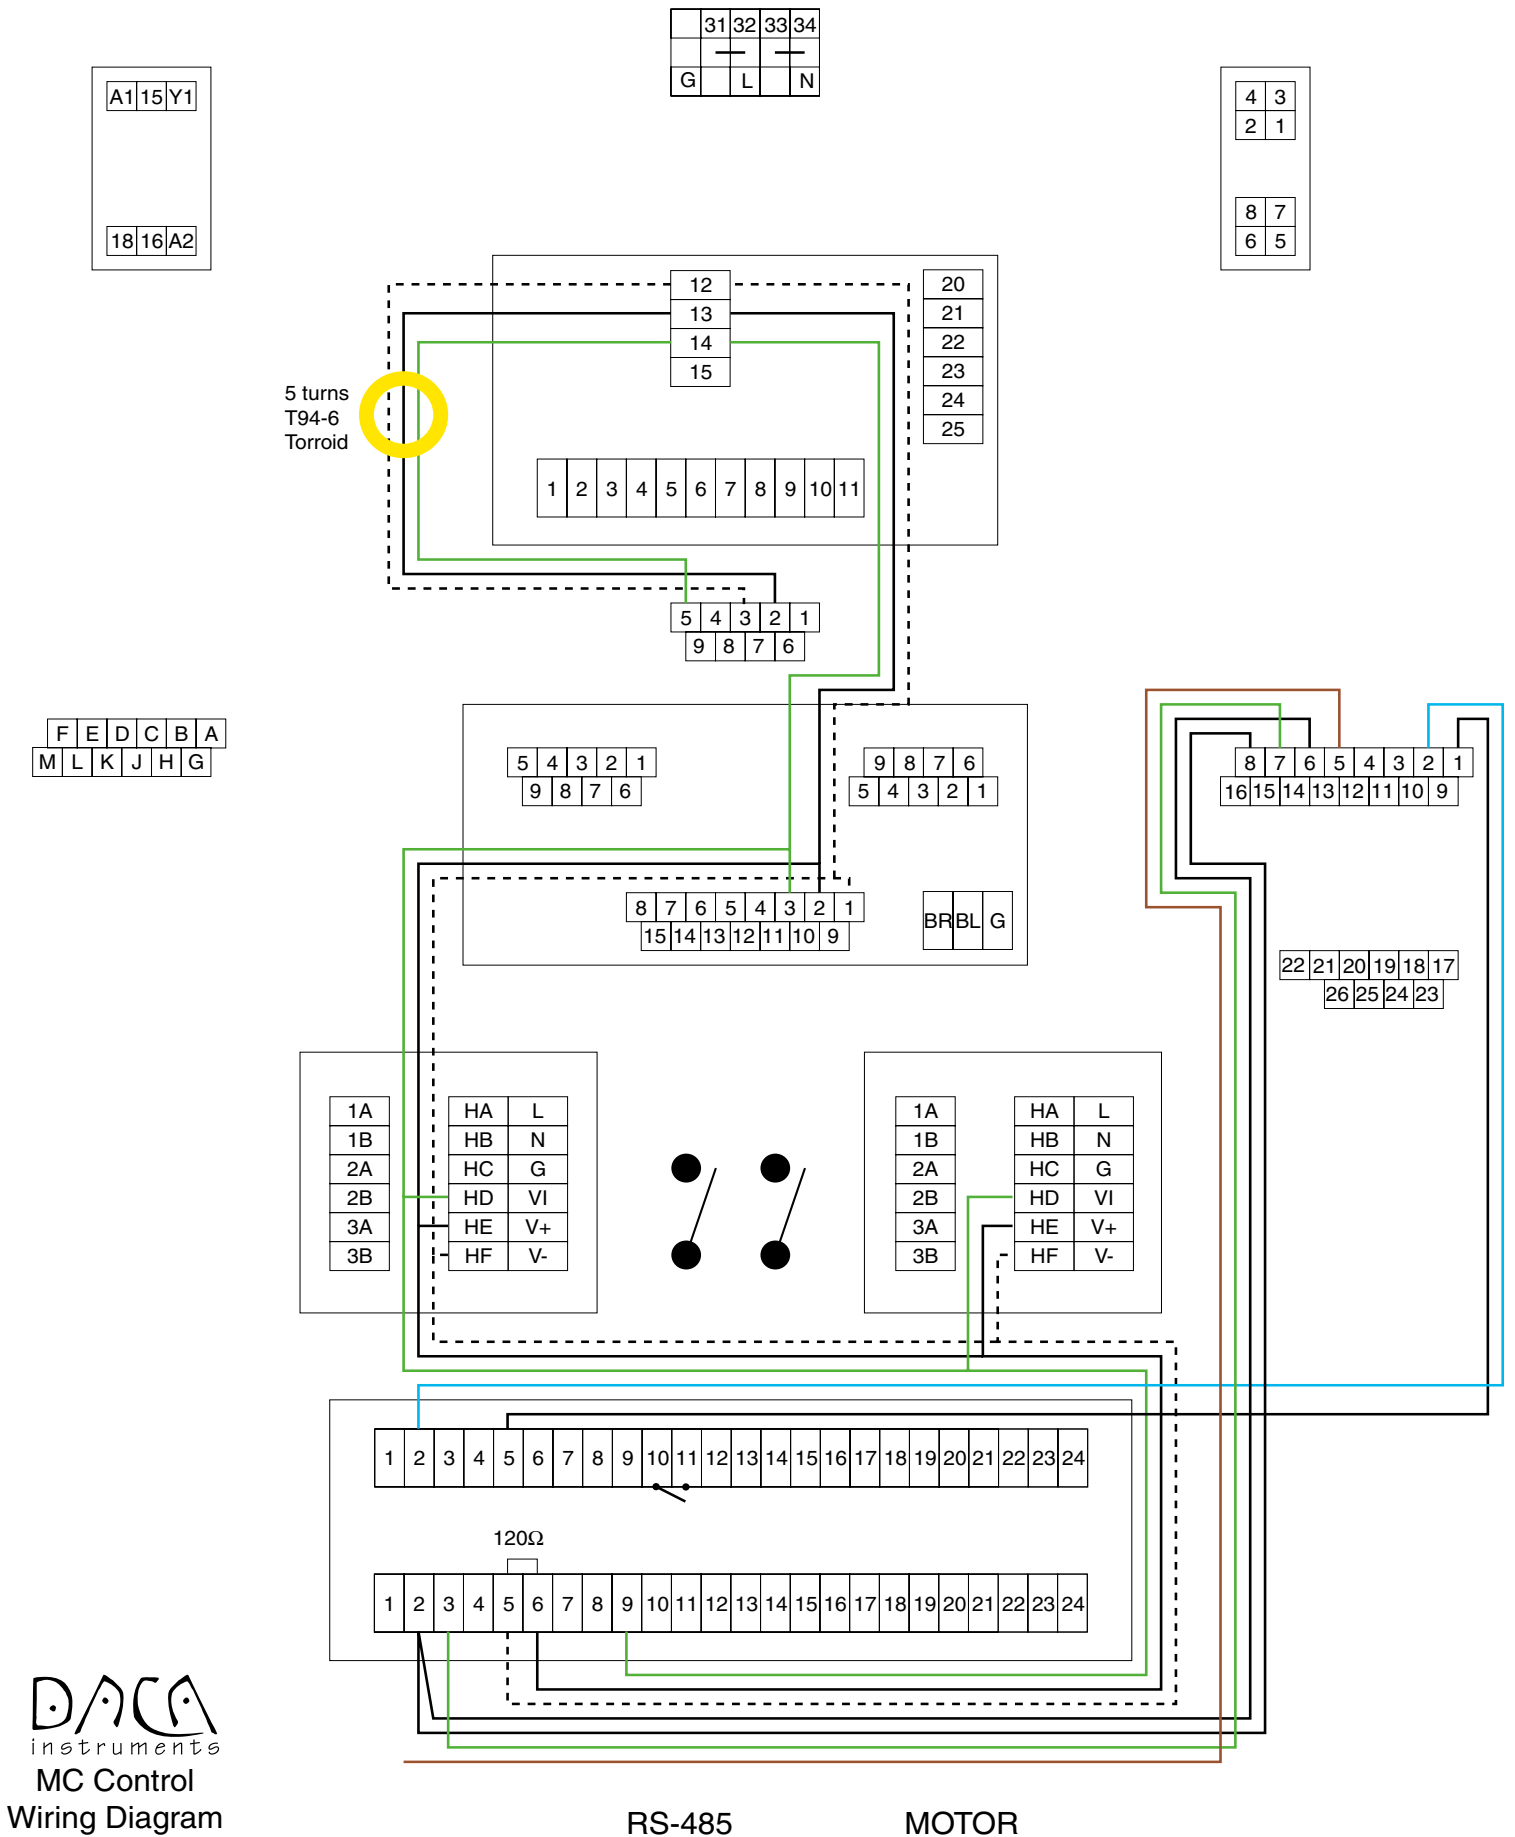 31 32 33 34
G L N
A1 15 Y1
18 16 A2
4 3
2 1
8 7
6 5
12
13
14
15
20
21
22
23
24
25
5 turns
T94-6
Torroid
1 2 3 4 5 6 7 8 9 10 11
5 4 3 2 1
9 8 7 6
F E D C B A
M L K J H G
5 4 3 2 1
9 8 7 6
9 8 7 6
5 4 3 2 1
8 7 6 5 4 3 2 1
16 15 14 13 12 11 10 9
8 7 6 5 4 3 2 1
15 14 13 12 11 10 9
BR BL G
22 21 20 19 18 17
26 25 24 23
1A
1B
2A
2B
3A
3B
HA L
HB N
HC G
HD VI
HE V+
HF V-
1A
1B
2A
2B
3A
3B
HA L
HB N
HC G
HD VI
HE V+
HF V-
1 2 3 4 5 6 7 8 9 10 11 12 13 14 15 16 17 18 19 20 21 22 23 24
120Ω
1 2 3 4 5 6 7 8 9 10 11 12 13 14 15 16 17 18 19 20 21 22 23 24
DACA
instruments
MC Control
Wiring Diagram
RS-485
MOTOR